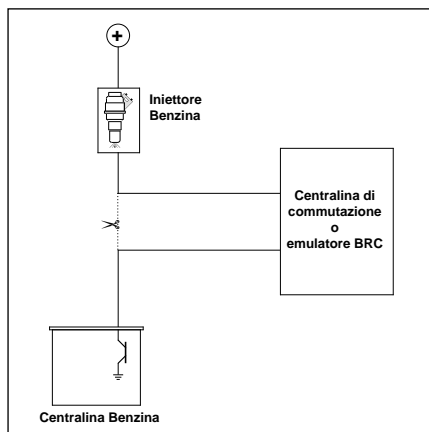 +
Iniettore
Benzina
Centralina di
commutazione
o
emulatore BRC
Centralina Benzina